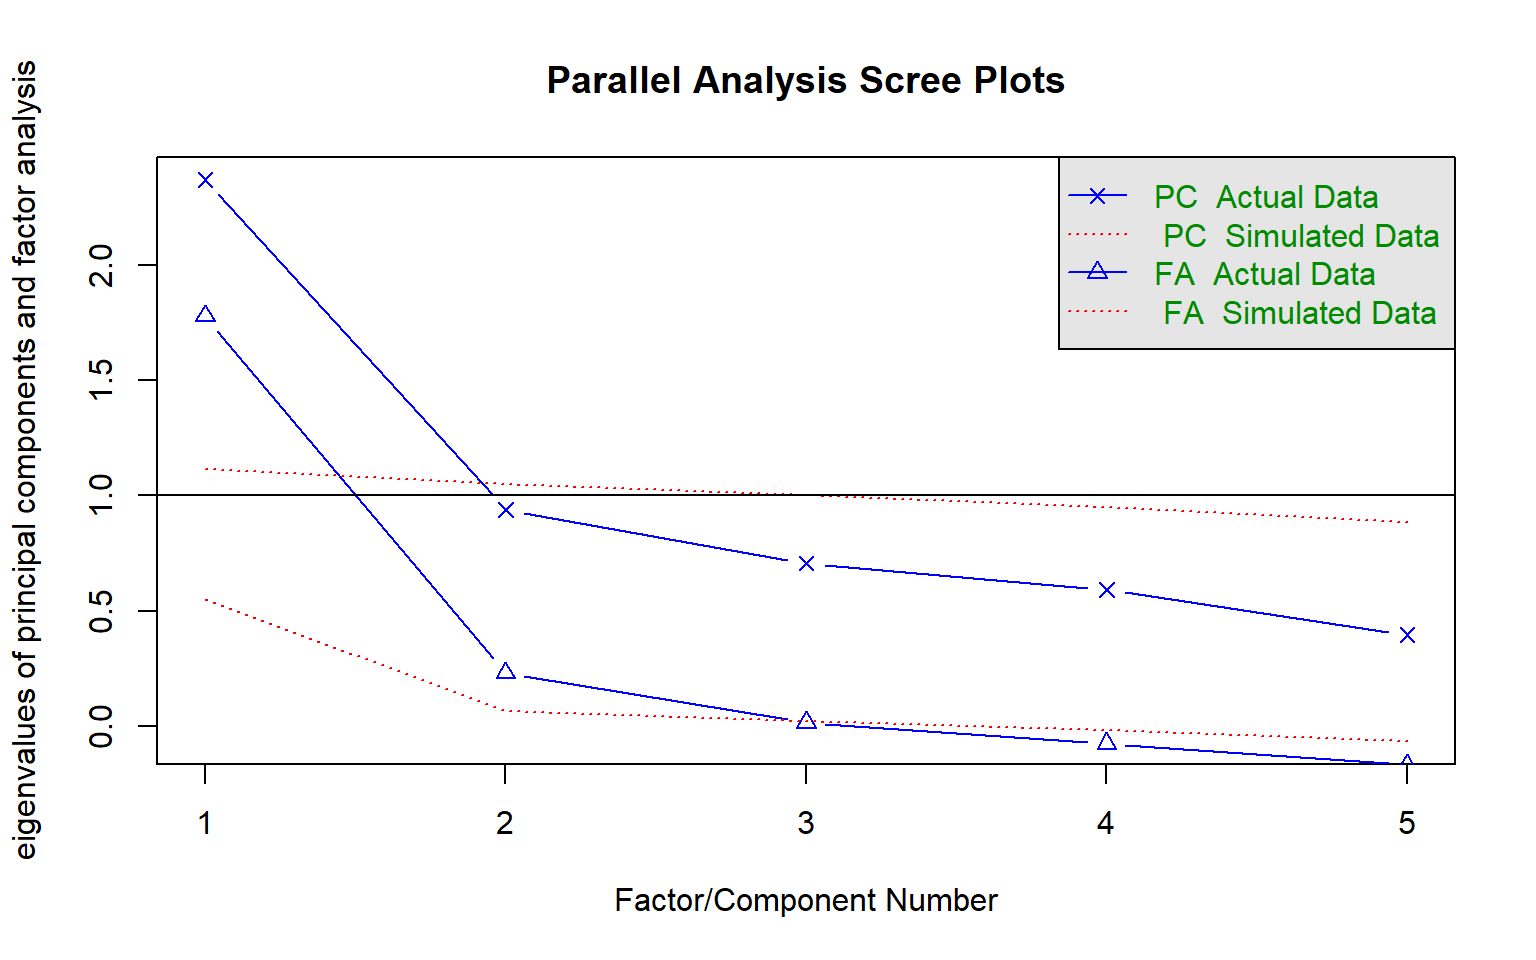 Parallel Analysis Scree Plots
eigenvalues of principal components and factor analysis
PC Actual Data
PC Simulated Data
FA Actual Data
FA Simulated Data
2.0
1.5
1.0
0.5
0.0
1 2 3 4 5
Factor/Component Number